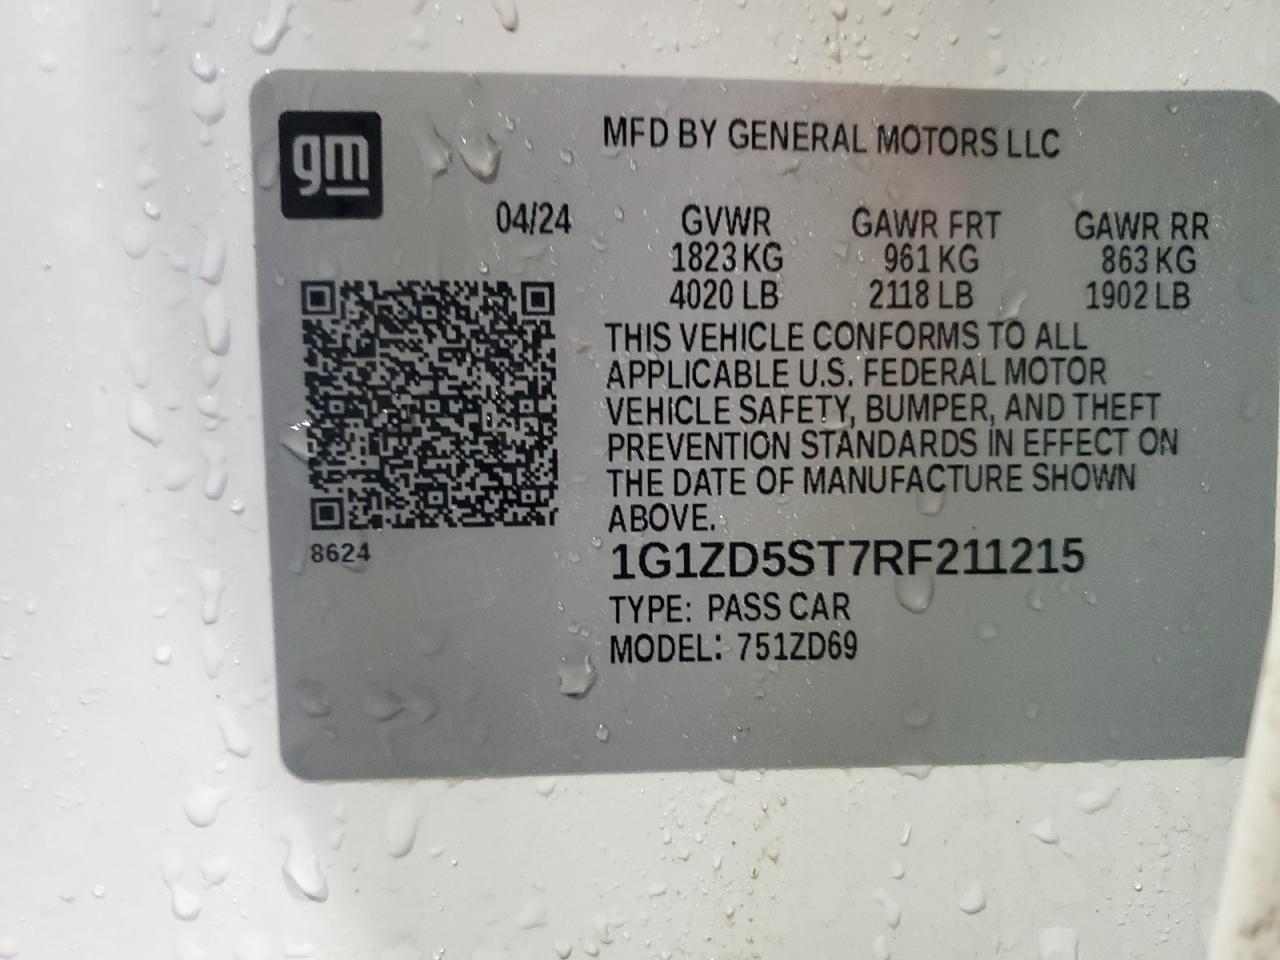 gm
MFD BY GENERAL MOTORS LLC
04/24
GVWR GAWR FRT GAWR RR
1823 KG 961 KG 863 KG
4020 LB 2118 LB 1902 LB
THIS VEHICLE CONFORMS TO ALL
APPLICABLE U.S. FEDERAL MOTOR
VEHICLE SAFETY, BUMPER, AND THEFT
PREVENTION STANDARDS IN EFFECT ON
THE DATE OF MANUFACTURE SHOWN
ABOVE.
8624
1G1ZD5ST7RF211215
TYPE: PASS CAR
MODEL: 751ZD69